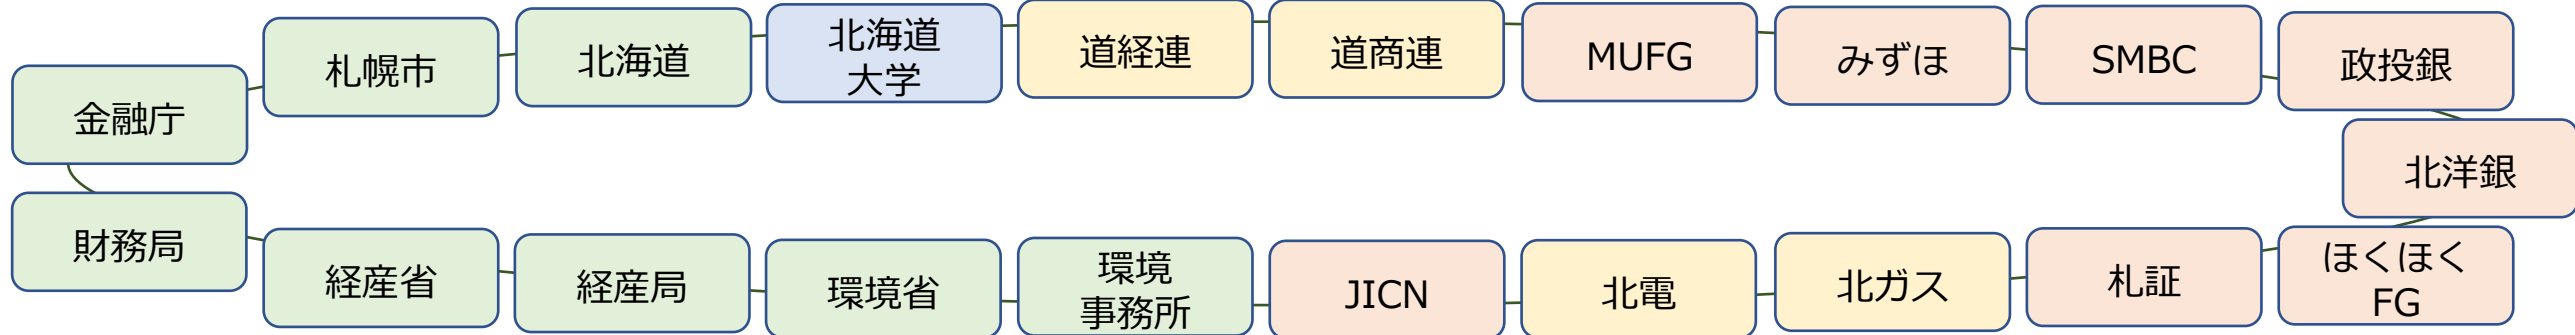 金融庁
札幌市
北海道
北海道
大学
道経連
道商連
MUFG
みずほ
SMBC
政投銀
北洋銀
財務局
経産省
経産局
環境省
環境
事務所
JICN
北電
北ガス
札証
ほくほく
FG